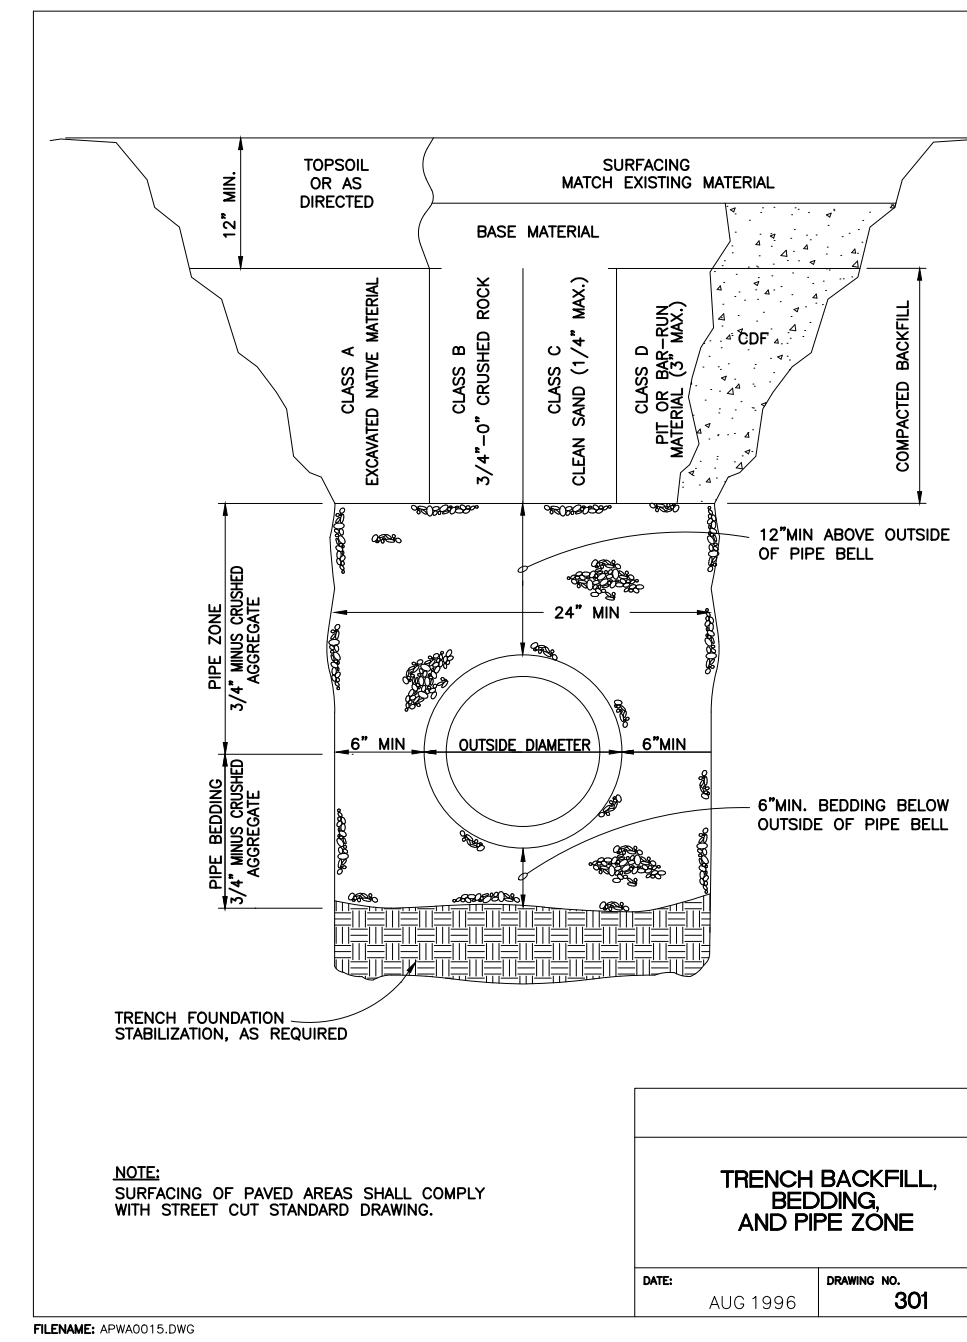 TOPSOIL
OR AS
DIRECTED
SURFACING
MATCH EXISTING MATERIAL
12" MIN.
BASE MATERIAL
CLASS A
EXCAVATED NATIVE MATERIAL
CLASS B
3/4"-0" CRUSHED ROCK
CLASS C
CLEAN SAND (1/4" MAX.)
CLASS D
PIT OR BAR-RUN
MATERIAL (3" MAX.)
CDF
COMPACTED BACKFILL
12"MIN ABOVE OUTSIDE
OF PIPE BELL
24" MIN
PIPE ZONE
3/4" MINUS CRUSHED
AGGREGATE
6" MIN
OUTSIDE DIAMETER
6"MIN
PIPE BEDDING
3/4" MINUS CRUSHED
AGGREGATE
6"MIN. BEDDING BELOW
OUTSIDE OF PIPE BELL
TRENCH FOUNDATION
STABILIZATION, AS REQUIRED
NOTE:
SURFACING OF PAVED AREAS SHALL COMPLY
WITH STREET CUT STANDARD DRAWING.
TRENCH BACKFILL,
BEDDING,
AND PIPE ZONE
DATE:
AUG 1996
DRAWING NO.
301
FILENAME: APWA0015.DWG